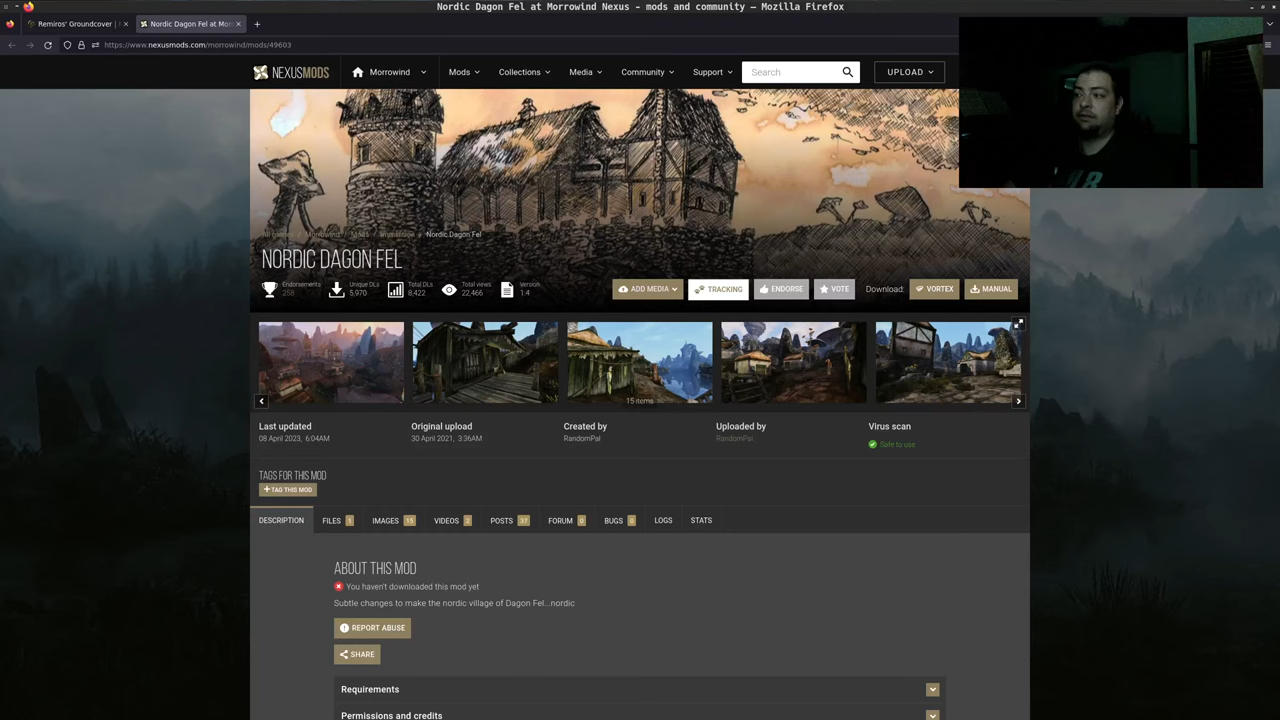 Nordic Dagon Fel at Morrowind Nexus - mods and community — Mozilla Firefox
Remiros' Groundcover |
Nordic Dagon Fel at Mor
https://www.nexusmods.com/morrowind/mods/49603
NEXUSMODS
Morrowind
Mods
Collections
Media
Community
Support
Search
UPLOAD
Morrowind / Mods /
Nordic Dagon Fel
NORDIC DAGON FEL
Endorsements
258
Unique DLs
5,970
Total DLs
8,422
Total views
22,466
Version
1.4
ADD MEDIA
TRACKING
ENDORSE
VOTE
Download:
VORTEX
MANUAL
15 items
Last updated
08 April 2023, 6:04AM
Original upload
30 April 2021, 3:36AM
Created by
RandomPal
Uploaded by
RandomPal
Virus scan
Safe to use
TAGS FOR THIS MOD
+ TAG THIS MOD
DESCRIPTION
FILES 1
IMAGES 15
VIDEOS 2
POSTS 37
FORUM 0
BUGS 0
LOGS
STATS
ABOUT THIS MOD
You haven't downloaded this mod yet
Subtle changes to make the nordic village of Dagon Fel...nordic
REPORT ABUSE
SHARE
Requirements
Permissions and credits